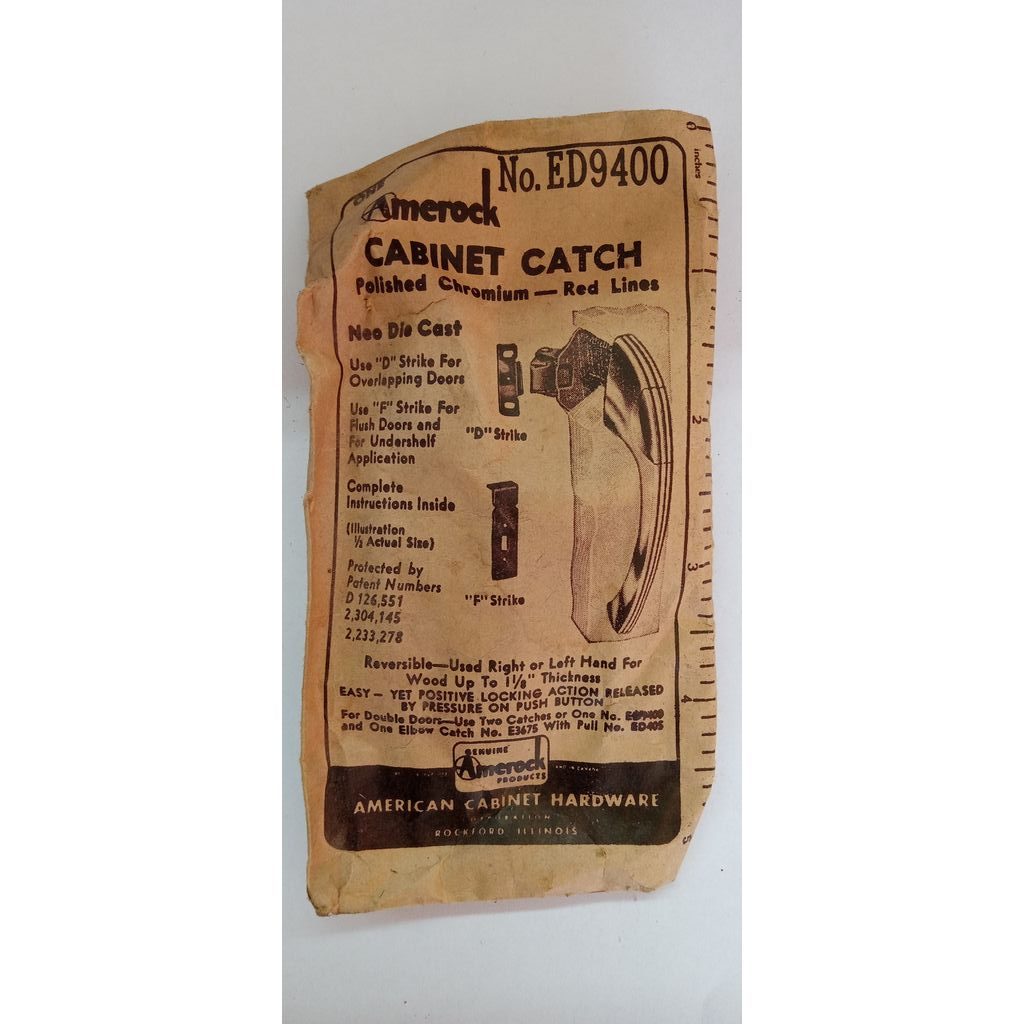 No. ED9400
ONE
Amerock
CABINET CATCH
Polished Chromium — Red Lines
Neo Die Cast
Use "D" Strike For
Overlapping Doors
Use "F" Strike For
Flush Doors and
For Undershelf
Application
"D" Strike
Complete
Instructions Inside
(Illustration
½ Actual Size)
Protected by
Patent Numbers
D 126,551
2,304,145
2,233,278
"F" Strike
Reversible—Used Right or Left Hand For
Wood Up To 1⅛" Thickness
EASY — YET POSITIVE LOCKING ACTION RELEASED
BY PRESSURE ON PUSH BUTTON
For Double Doors—Use Two Catches or One No. ED9400
and One Elbow Catch No. E3675 With Pull No. ED405
GENUINE
Amerock
PRODUCTS
AMERICAN CABINET HARDWARE
CORPORATION
ROCKFORD ILLINOIS
0
inches
1
2
3
4
5